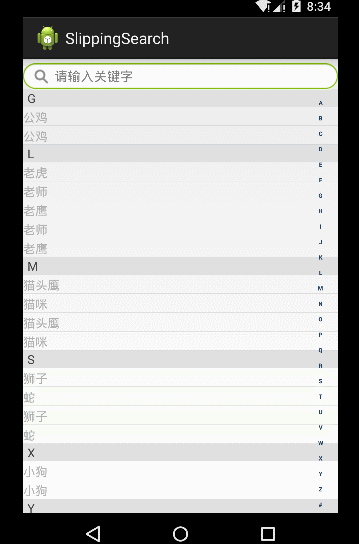 8:34
SlippingSearch
请输入关键字
G
公鸡
公鸡
L
老虎
老师
老鹰
老师
老鹰
M
猫头鹰
猫咪
猫头鹰
猫咪
S
狮子
蛇
狮子
蛇
X
小狗
小狗
Y
A
B
C
D
E
F
G
H
I
J
K
L
M
N
O
P
Q
R
S
T
U
V
W
X
Y
Z
#